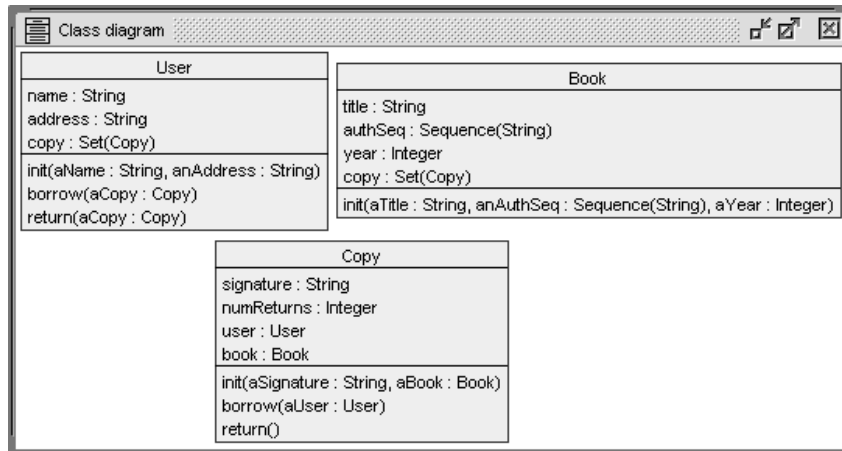 Class diagram
User
name : String
address : String
copy : Set(Copy)
init(aName : String, anAddress : String)
borrow(aCopy : Copy)
return(aCopy : Copy)
Book
title : String
authSeq : Sequence(String)
year : Integer
copy : Set(Copy)
init(aTitle : String, anAuthSeq : Sequence(String), aYear : Integer)
Copy
signature : String
numReturns : Integer
user : User
book : Book
init(aSignature : String, aBook : Book)
borrow(aUser : User)
return()